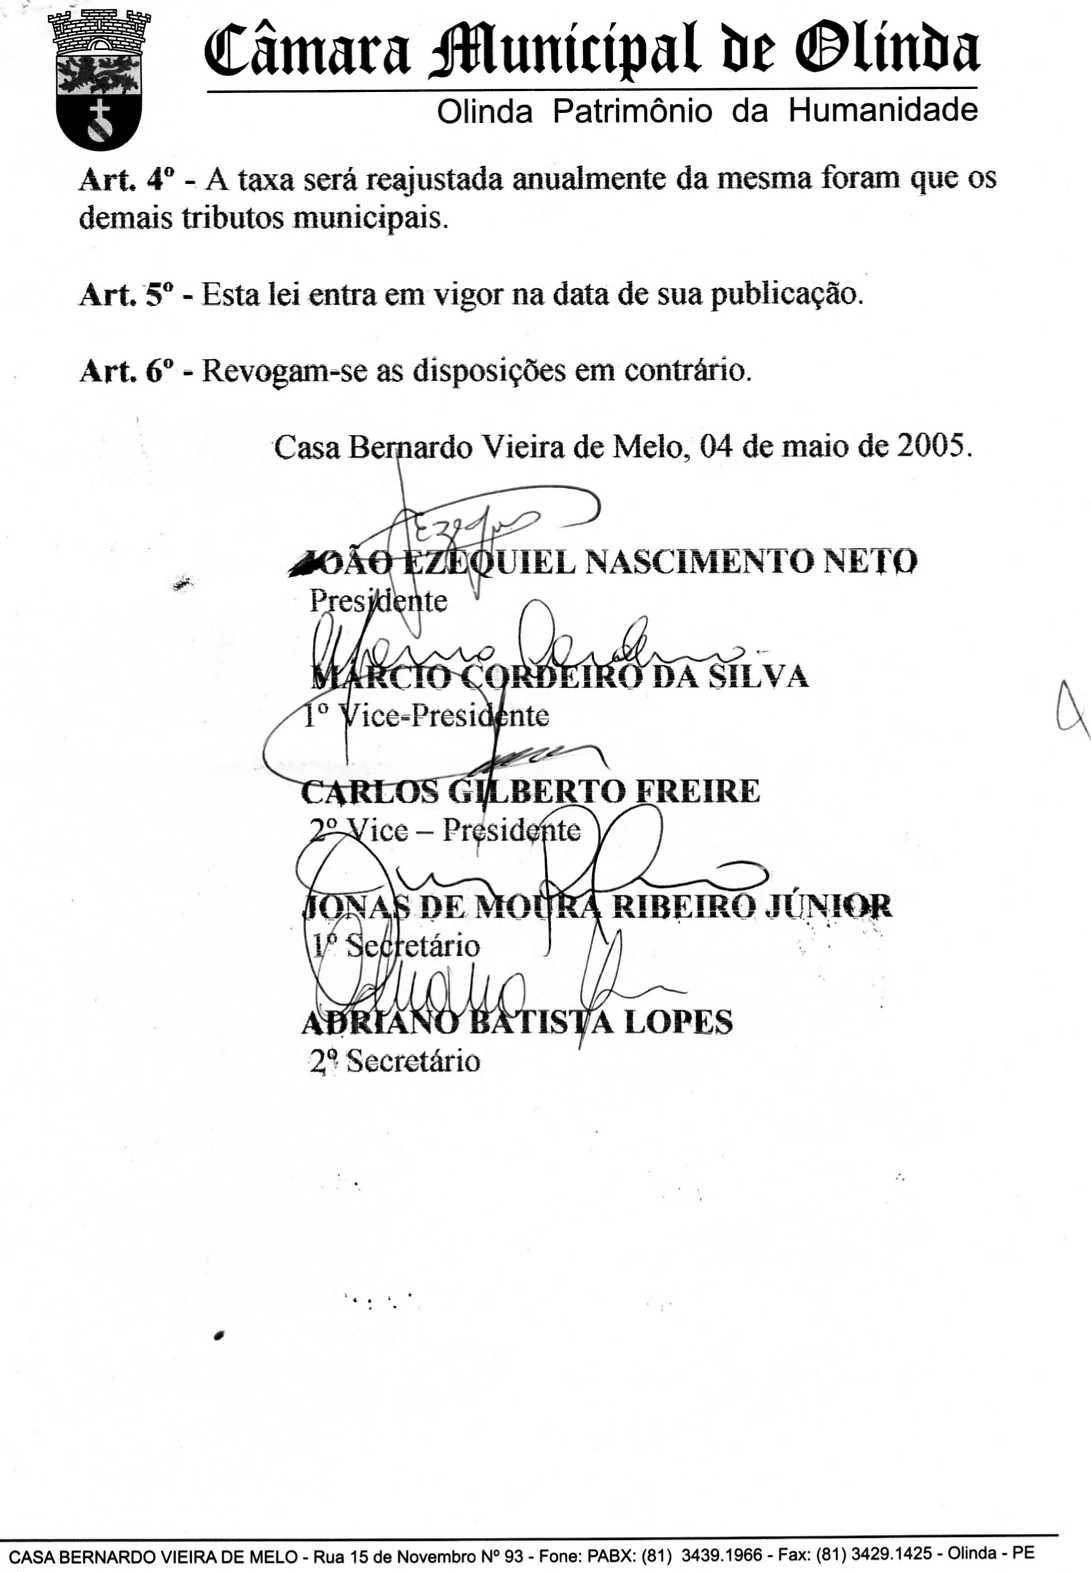 Câmara Municipal de Olinda
Olinda Patrimônio da Humanidade
Art. 4º - A taxa será reajustada anualmente da mesma foram que os
demais tributos municipais.
Art. 5º - Esta lei entra em vigor na data de sua publicação.
Art. 6º - Revogam-se as disposições em contrário.
Casa Bernardo Vieira de Melo, 04 de maio de 2005.
JOÃO EZEQUIEL NASCIMENTO NETO
Presidente
MÁRCIO CORDEIRO DA SILVA
1º Vice-Presidente
CARLOS GILBERTO FREIRE
2º Vice – Presidente
JONAS DE MOURA RIBEIRO JÚNIOR
1º Secretário
ADRIANO BATISTA LOPES
2º Secretário
CASA BERNARDO VIEIRA DE MELO - Rua 15 de Novembro Nº 93 - Fone: PABX: (81) 3439.1966 - Fax: (81) 3429.1425 - Olinda - PE